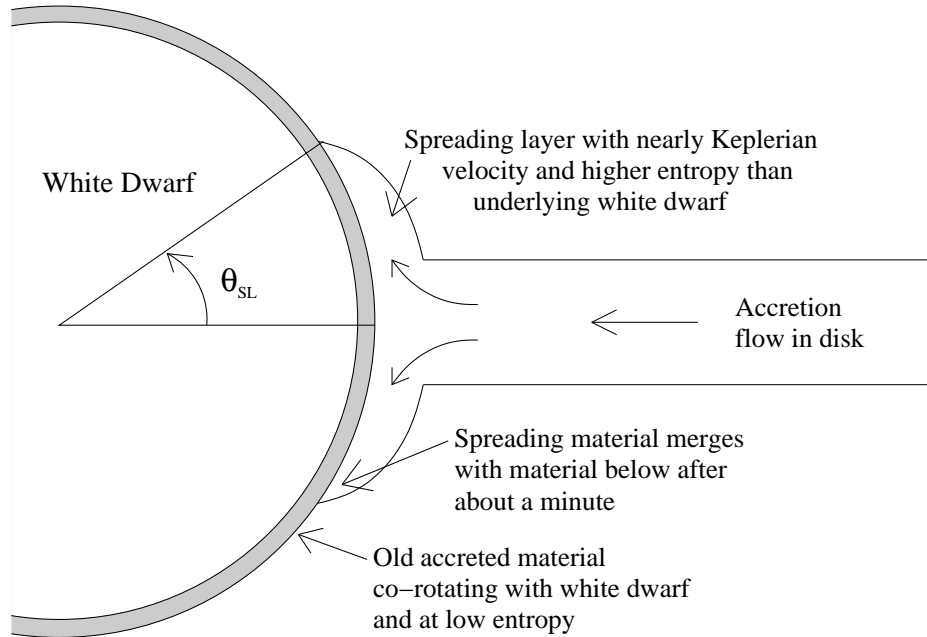 Spreading layer with nearly Keplerian
velocity and higher entropy than
underlying white dwarf
White Dwarf
θSL
Accretion
flow in disk
Spreading material merges
with material below after
about a minute
Old accreted material
co−rotating with white dwarf
and at low entropy